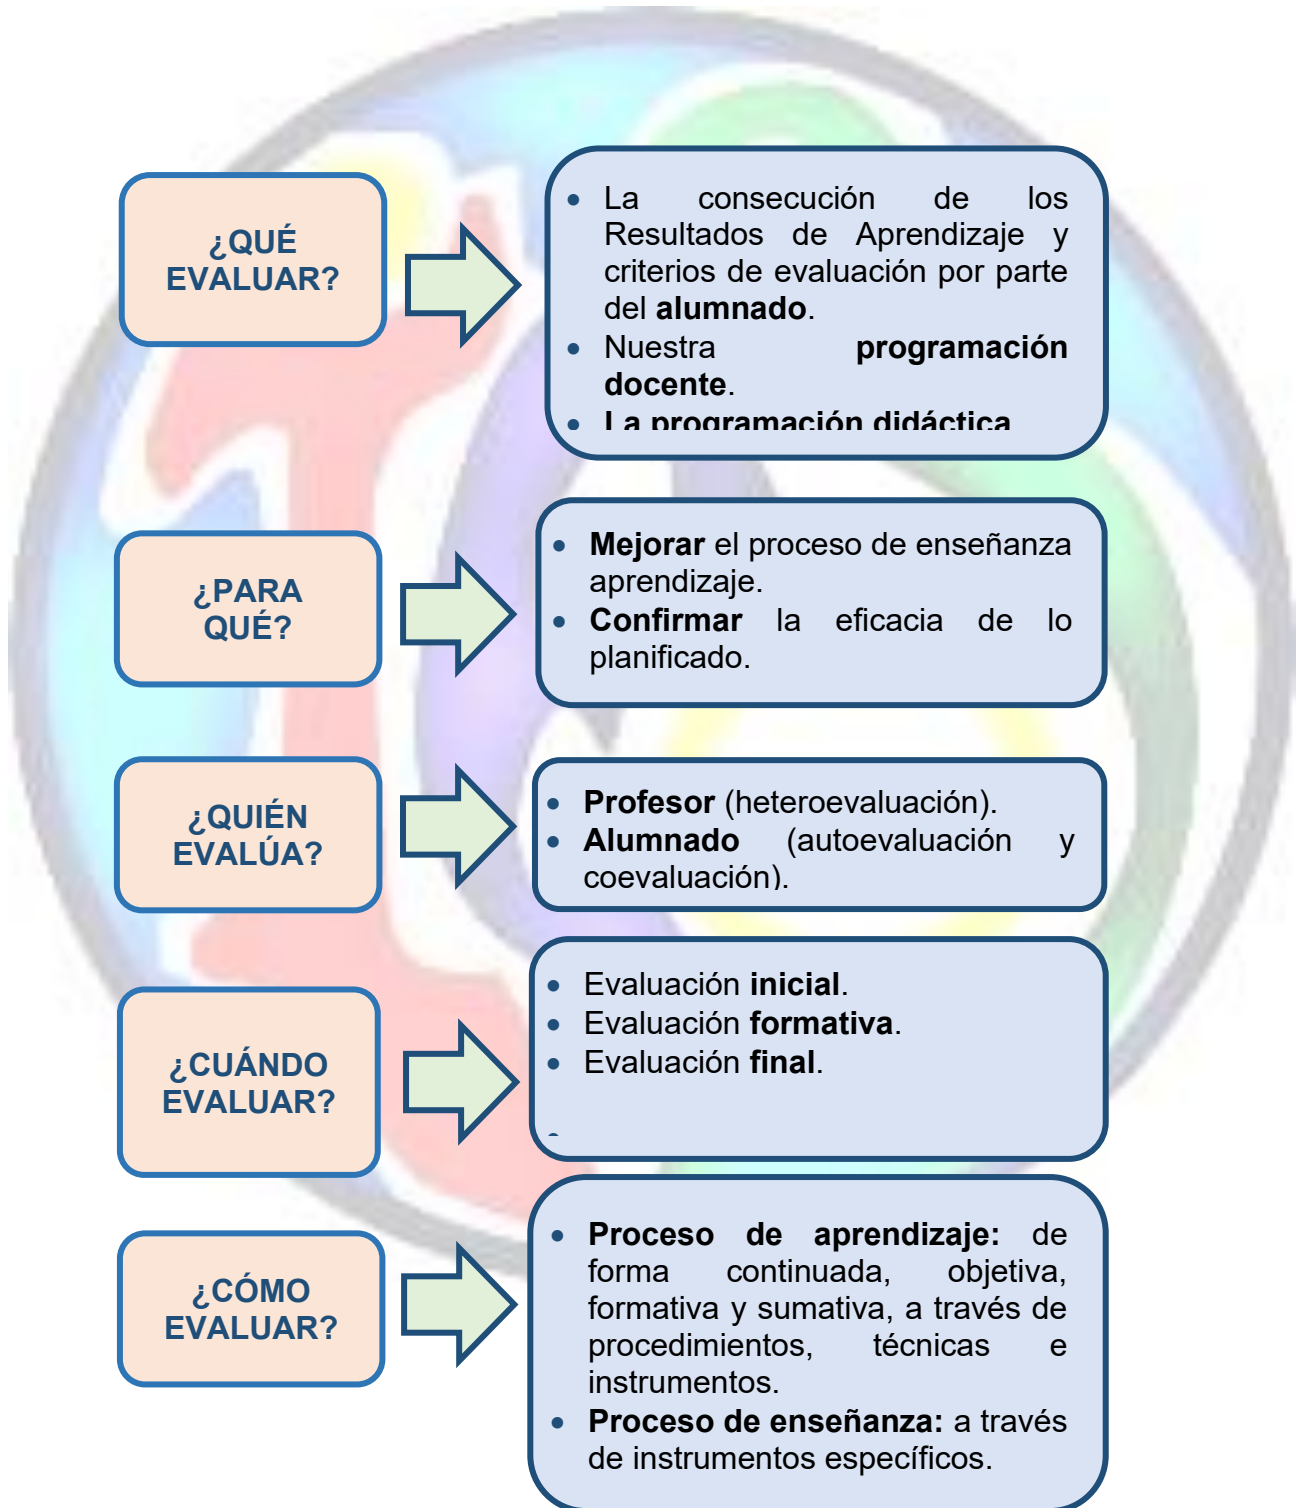 ¿QUÉ
EVALUAR?
• La consecución de los
Resultados de Aprendizaje y
criterios de evaluación por parte
del alumnado.
• Nuestra programación
docente.
• La programación didáctica
¿PARA
QUÉ?
• Mejorar el proceso de enseñanza
aprendizaje.
• Confirmar la eficacia de lo
planificado.
¿QUIÉN
EVALÚA?
• Profesor (heteroevaluación).
• Alumnado (autoevaluación y
coevaluación).
¿CUÁNDO
EVALUAR?
• Evaluación inicial.
• Evaluación formativa.
• Evaluación final.
¿CÓMO
EVALUAR?
• Proceso de aprendizaje: de
forma continuada, objetiva,
formativa y sumativa, a través de
procedimientos, técnicas e
instrumentos.
• Proceso de enseñanza: a través
de instrumentos específicos.